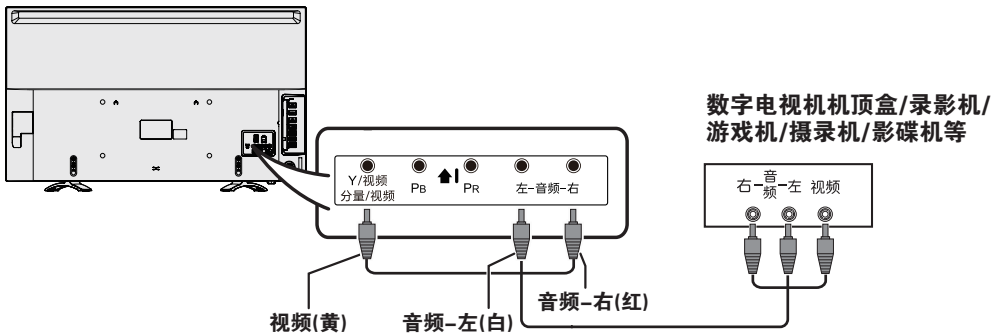 数字电视机机顶盒/录影机/
游戏机/摄录机/影碟机等
Y/视频
分量/视频
PB
PR
左-音频-右
右-音频-左 视频
视频(黄)
音频-左(白)
音频-右(红)